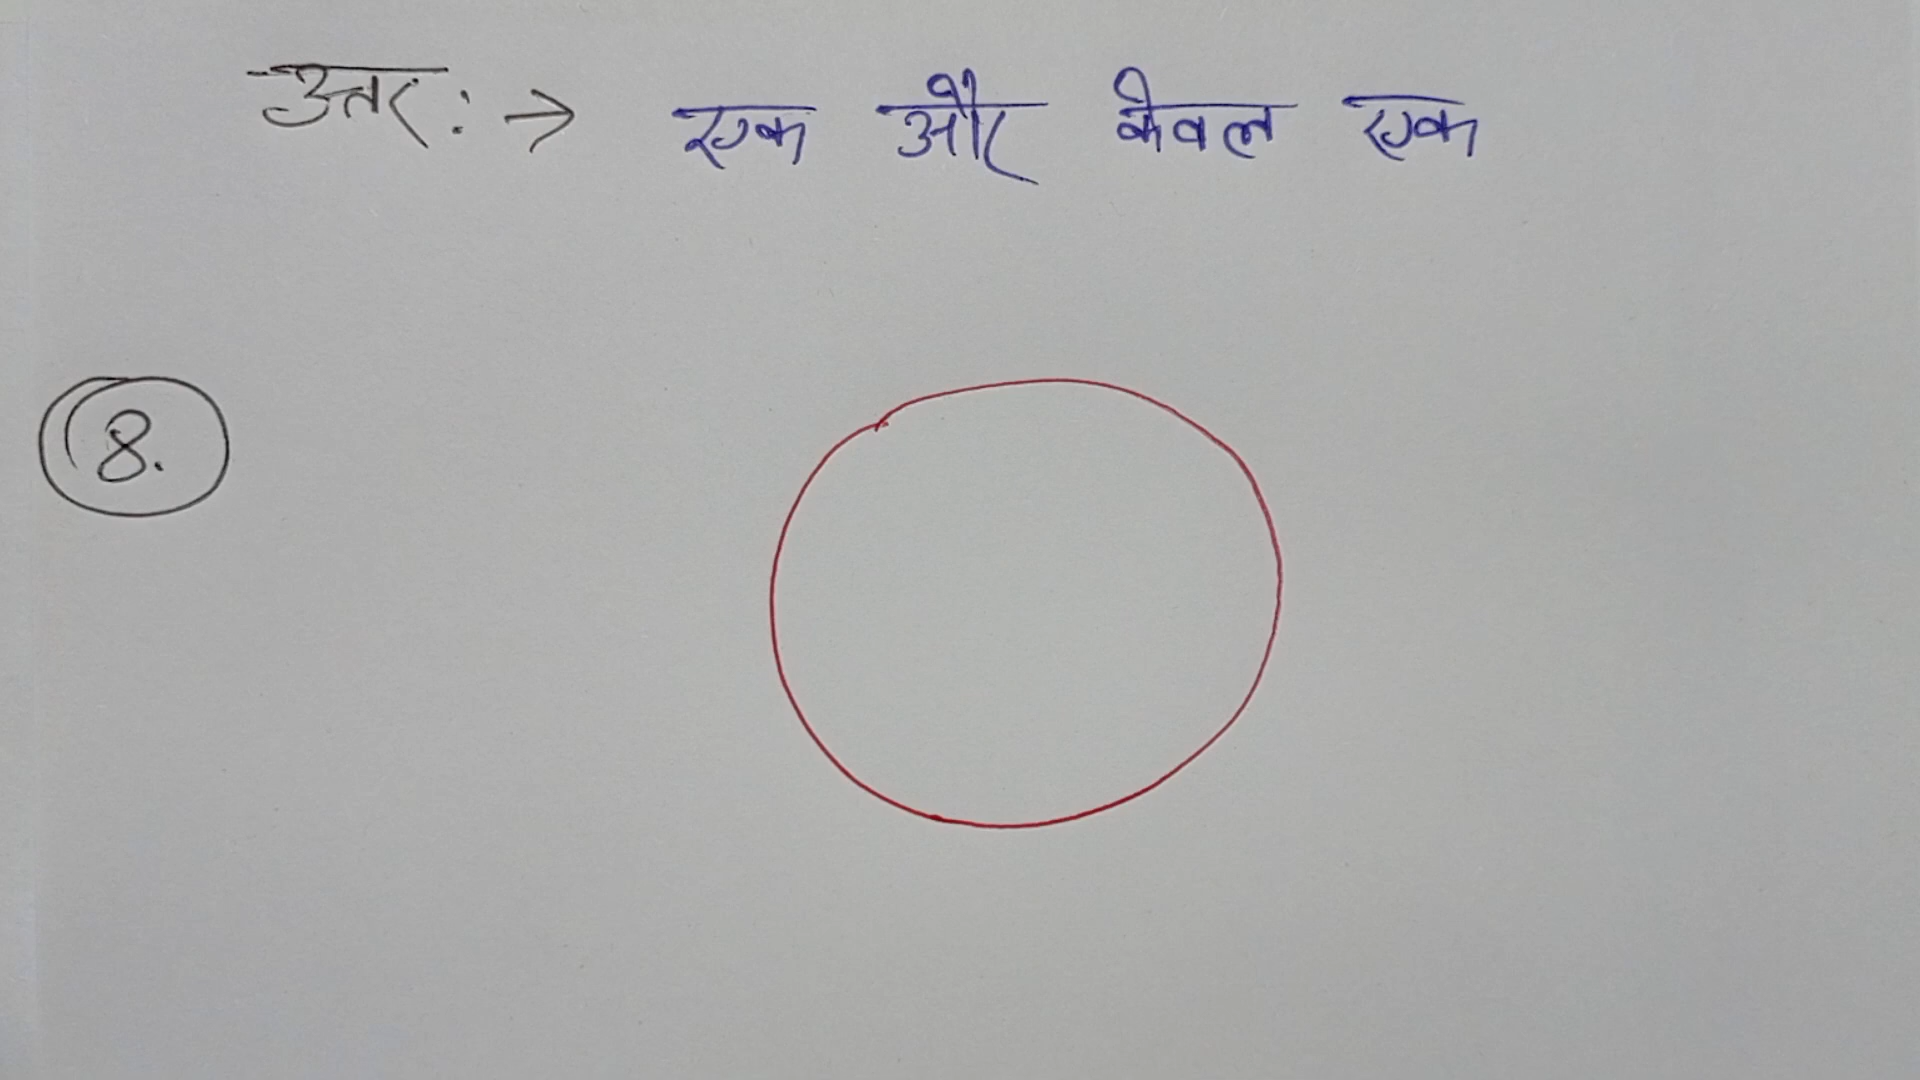 उत्तर : → एक और केवल एक
8.